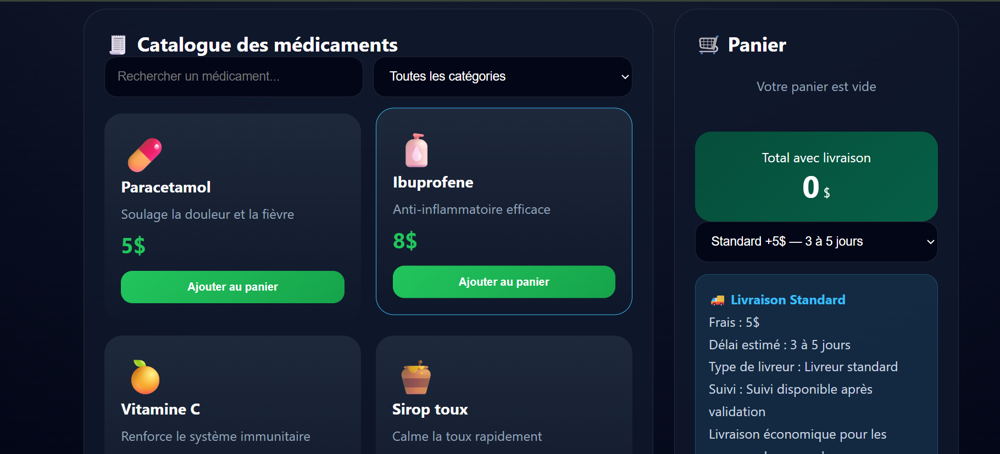 Catalogue des médicaments
Rechercher un médicament...
Toutes les catégories
Paracetamol
Soulage la douleur et la fièvre
5$
Ajouter au panier
Ibuprofene
Anti-inflammatoire efficace
8$
Ajouter au panier
Vitamine C
Renforce le système immunitaire
Sirop toux
Calme la toux rapidement
Panier
Votre panier est vide
Total avec livraison
0 $
Standard +5$ — 3 à 5 jours
Livraison Standard
Frais : 5$
Délai estimé : 3 à 5 jours
Type de livreur : Livreur standard
Suivi : Suivi disponible après
validation
Livraison économique pour les